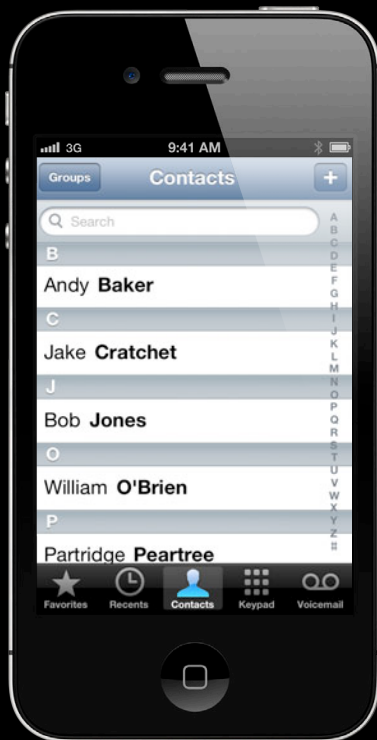 3G 9:41 AM
Groups Contacts +
Search
B
Andy Baker
C
Jake Cratchet
J
Bob Jones
O
William O'Brien
P
Partridge Peartree
A
B
C
D
E
F
G
H
I
J
K
L
M
N
O
P
Q
R
S
T
U
V
W
X
Y
Z
#
Favorites Recents Contacts Keypad Voicemail